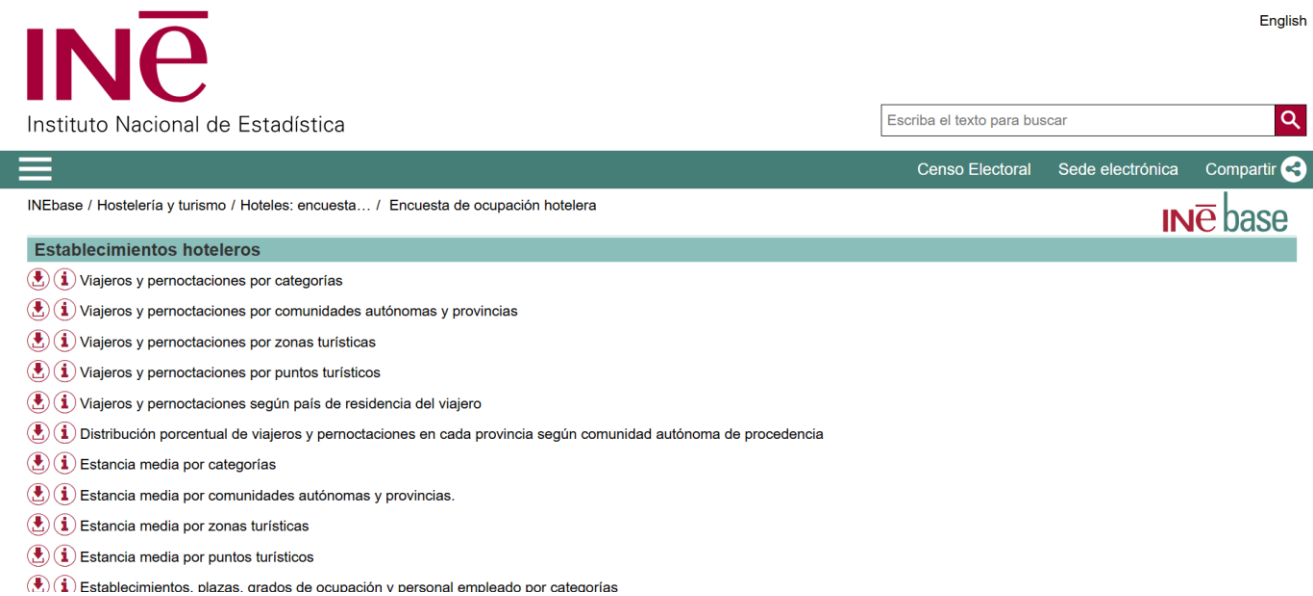 English
INe
Instituto Nacional de Estadística
Escriba el texto para buscar
Censo Electoral Sede electrónica Compartir
INEbase / Hostelería y turismo / Hoteles: encuesta… / Encuesta de ocupación hotelera
INe base
Establecimientos hoteleros
Viajeros y pernoctaciones por categorías
Viajeros y pernoctaciones por comunidades autónomas y provincias
Viajeros y pernoctaciones por zonas turísticas
Viajeros y pernoctaciones por puntos turísticos
Viajeros y pernoctaciones según país de residencia del viajero
Distribución porcentual de viajeros y pernoctaciones en cada provincia según comunidad autónoma de procedencia
Estancia media por categorías
Estancia media por comunidades autónomas y provincias.
Estancia media por zonas turísticas
Estancia media por puntos turísticos
Establecimientos, plazas, grados de ocupación y personal empleado por categorías